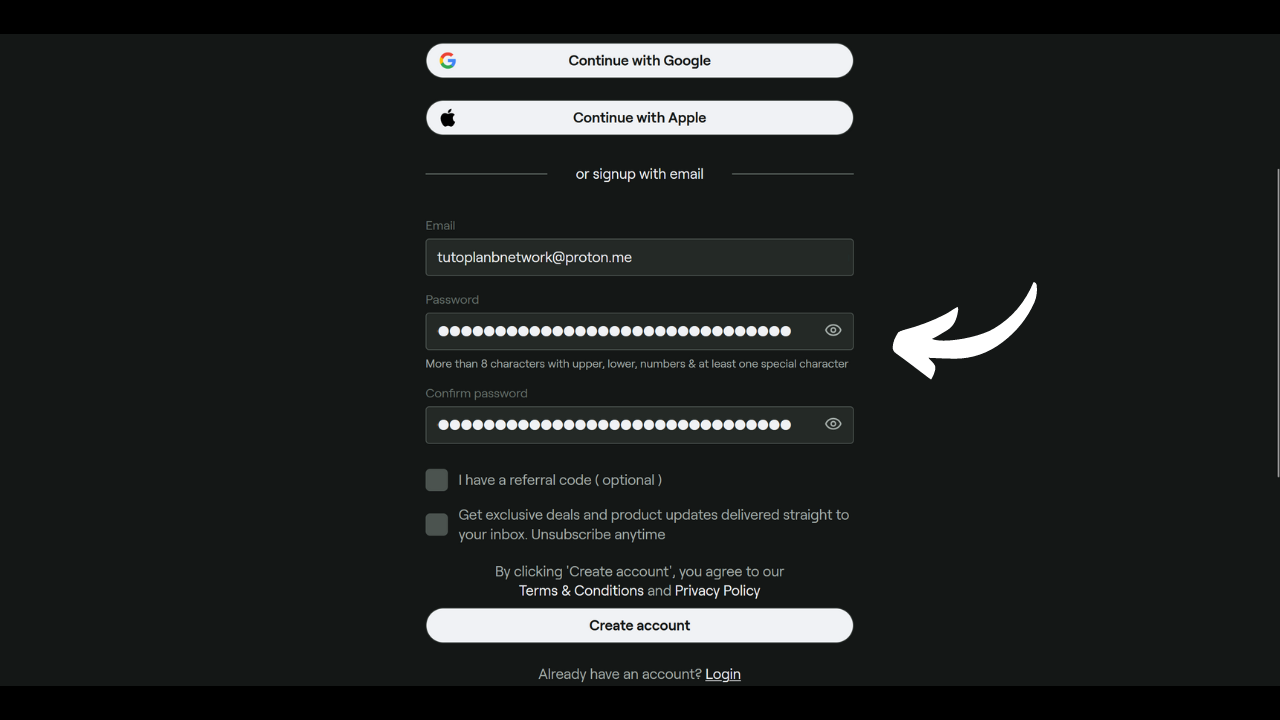 Continue with Google
Continue with Apple
or signup with email
Email
tutoplanbnetwork@proton.me
Password
●●●●●●●●●●●●●●●●●●●●●●●●●●●●●●●
More than 8 characters with upper, lower, numbers & at least one special character
Confirm password
●●●●●●●●●●●●●●●●●●●●●●●●●●●●●●●
I have a referral code ( optional )
Get exclusive deals and product updates delivered straight to
your inbox. Unsubscribe anytime
By clicking 'Create account', you agree to our
Terms & Conditions and Privacy Policy
Create account
Already have an account? Login